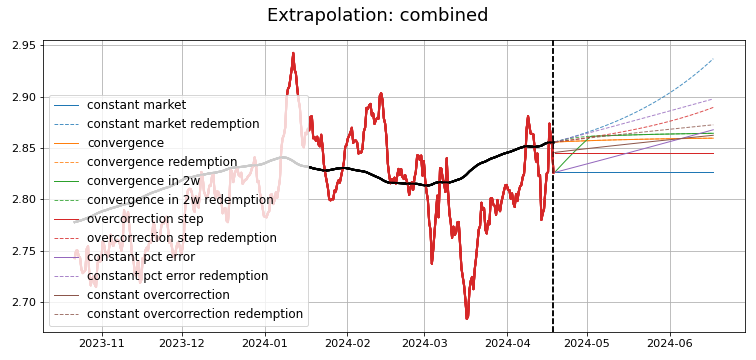 Extrapolation: combined
2.95
2.90
2.85
2.80
2.75
2.70
constant market
constant market redemption
convergence
convergence redemption
convergence in 2w
convergence in 2w redemption
overcorrection step
overcorrection step redemption
constant pct error
constant pct error redemption
constant overcorrection
constant overcorrection redemption
2023-11 2023-12 2024-01 2024-02 2024-03 2024-04 2024-05 2024-06